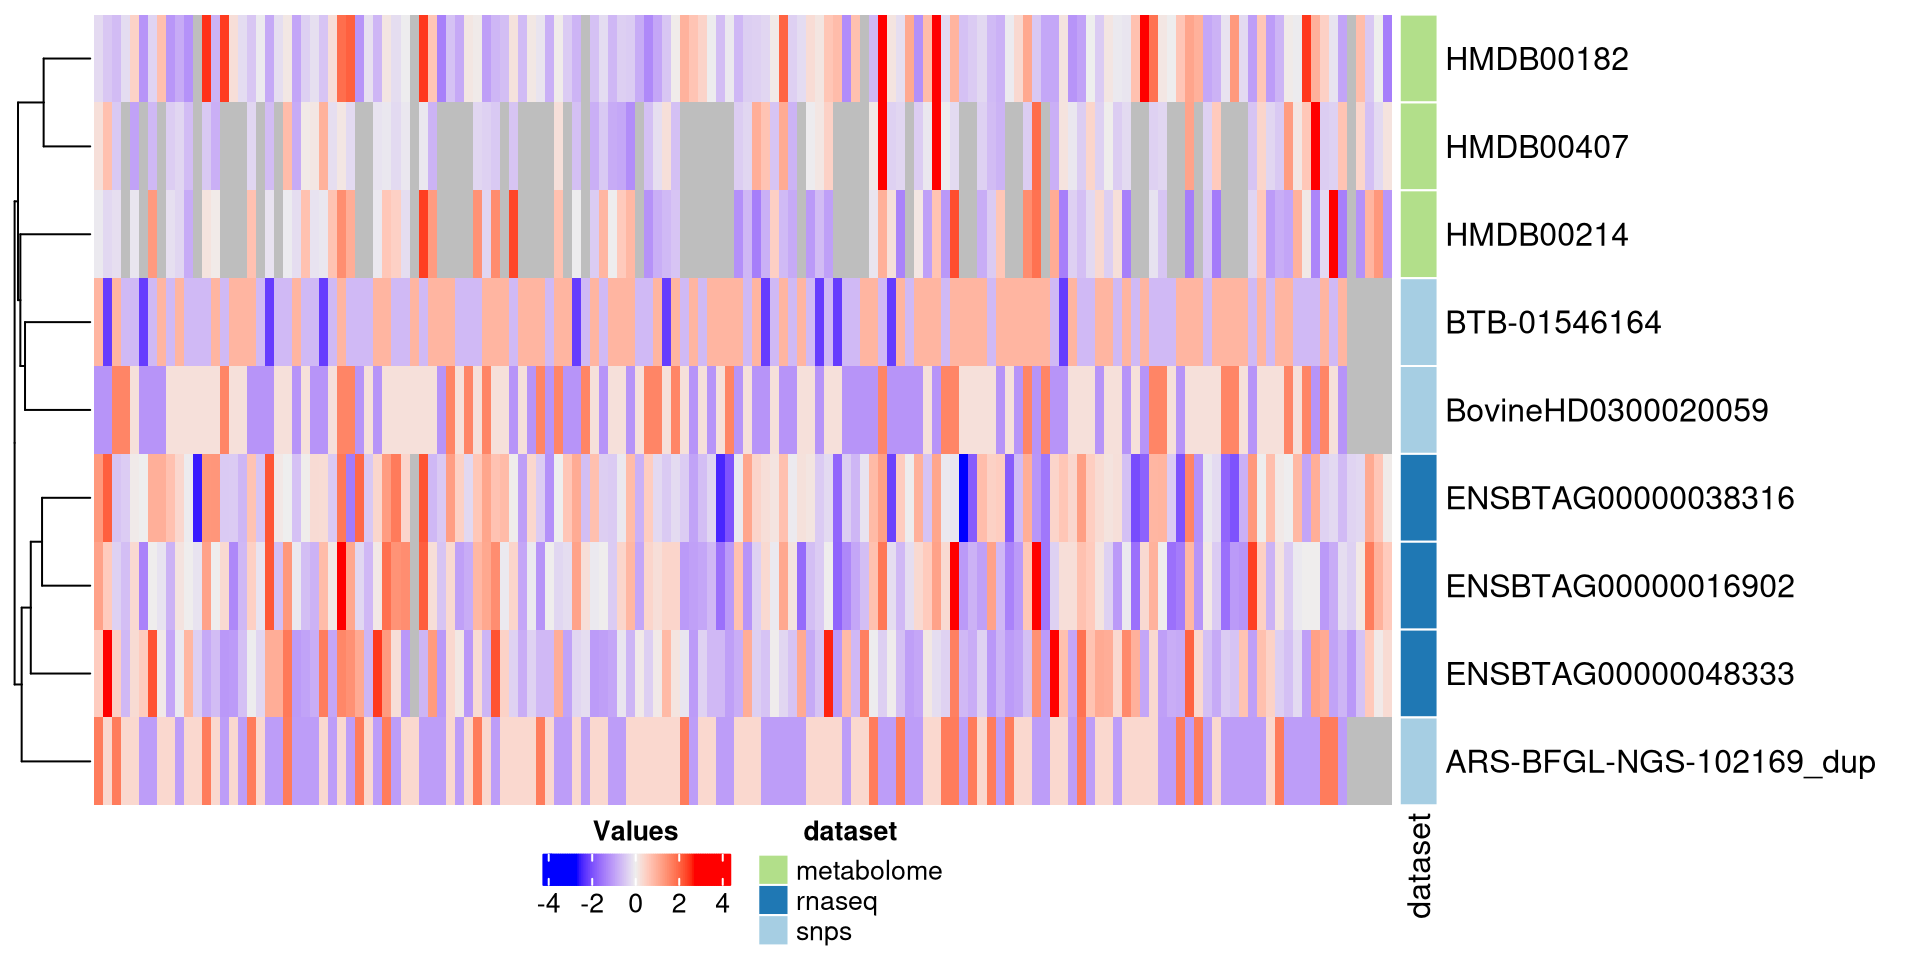 HMDB00182
HMDB00407
HMDB00214
BTB-01546164
BovineHD0300020059
ENSBTAG00000038316
ENSBTAG00000016902
ENSBTAG00000048333
ARS-BFGL-NGS-102169_dup
dataset
Values
-4 -2 0 2 4
dataset
metabolome
rnaseq
snps